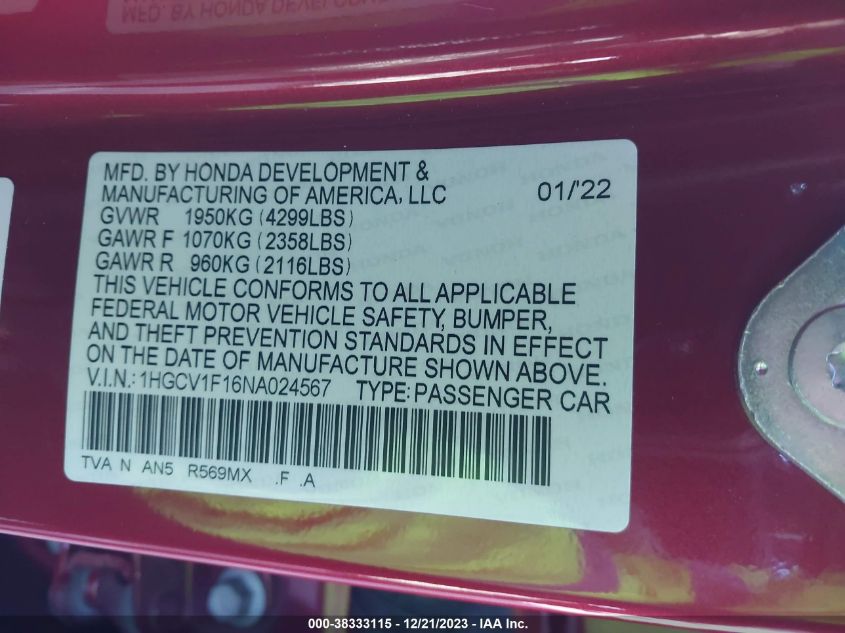 MFD. BY HONDA DEVELOPMENT &
MANUFACTURING OF AMERICA, LLC 01/'22
GVWR 1950KG (4299LBS)
GAWR F 1070KG (2358LBS)
GAWR R 960KG (2116LBS)
THIS VEHICLE CONFORMS TO ALL APPLICABLE
FEDERAL MOTOR VEHICLE SAFETY, BUMPER,
AND THEFT PREVENTION STANDARDS IN EFFECT
ON THE DATE OF MANUFACTURE SHOWN ABOVE.
V.I.N.: 1HGCV1F16NA024567 TYPE: PASSENGER CAR
TVA N AN5 R569MX .F .A
000-38333115 - 12/21/2023 - IAA Inc.